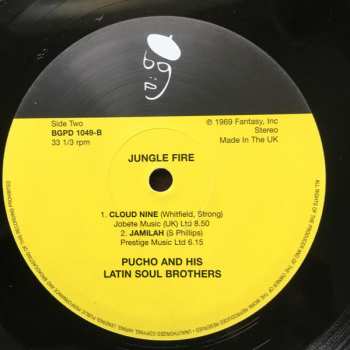 bgp
Side Two
BGPD 1049-B
33 1/3 rpm
℗ 1969 Fantasy, Inc
Stereo
Made In The UK
JUNGLE FIRE
1. CLOUD NINE (Whitfield, Strong)
Jobete Music (UK) Ltd 8.50
2. JAMILAH (S Phillips)
Prestige Music Ltd 6.15
PUCHO AND HIS
LATIN SOUL BROTHERS